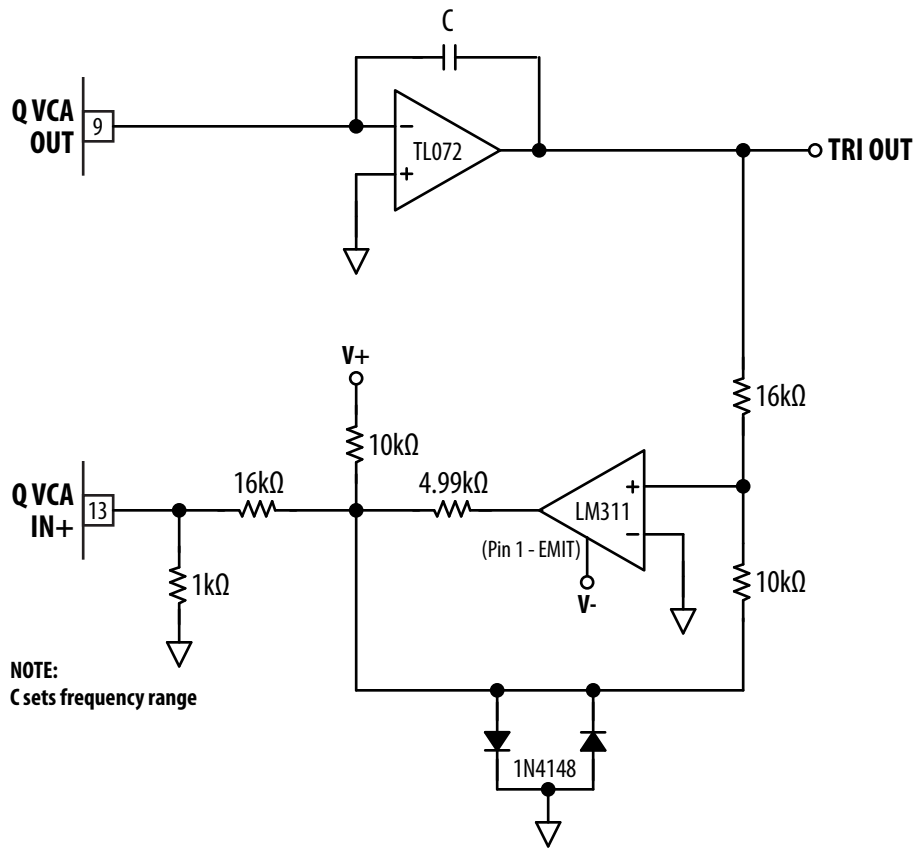 C
Q VCA
OUT
9
−
+
TL072
TRI OUT
V+
16kΩ
10kΩ
Q VCA
IN+
13
16kΩ
4.99kΩ
+
−
LM311
(Pin 1 - EMIT)
V-
1kΩ
10kΩ
NOTE:
C sets frequency range
1N4148